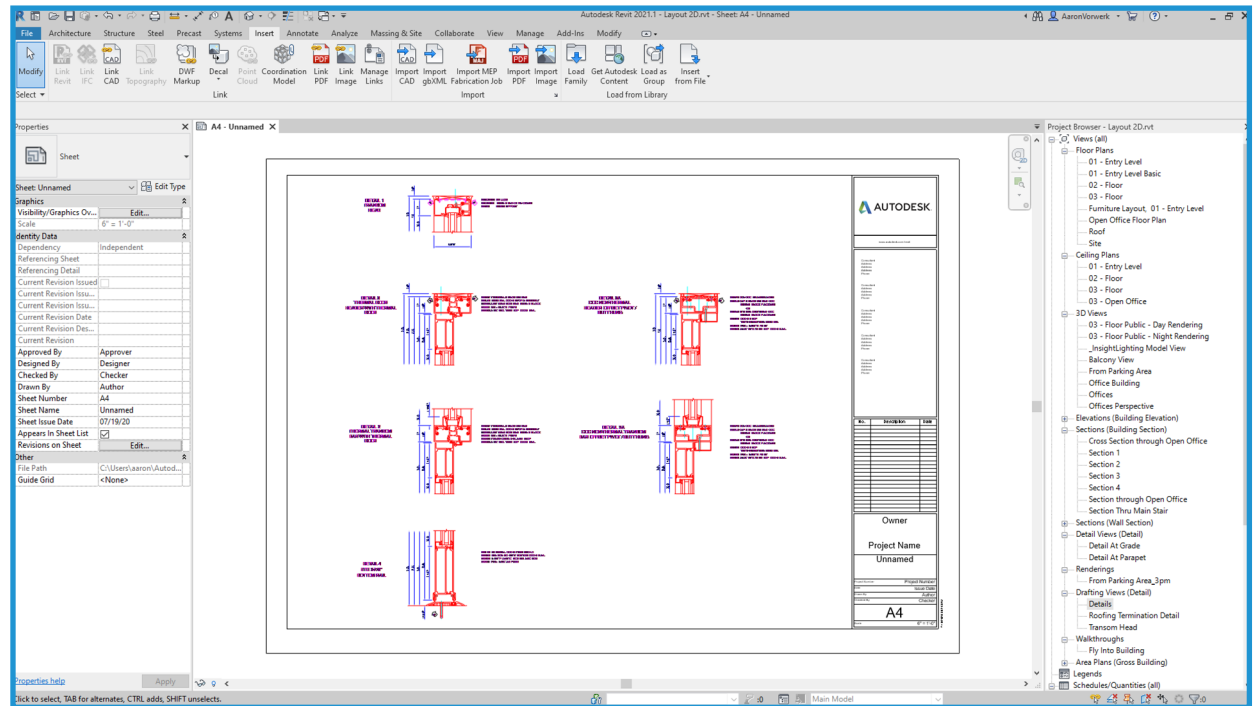 Autodesk Revit 2021.1 - Layout 2D.rvt - Sheet: A4 - Unnamed
AaronVorwerk
File Architecture Structure Steel Precast Systems Insert Annotate Analyze Massing & Site Collaborate View Manage Add-Ins Modify
Modify
Link Revit
Link IFC
Link CAD
Link Topography
DWF Markup
Decal
Point Cloud
Coordination Model
Link PDF
Link Image
Manage Links
Import CAD
Import gbXML
Import MEP Fabrication Job
Import PDF
Import Image
Load Family
Get Autodesk Content
Load as Group
Insert from File
Select
Link
Import
Load from Library
Properties
Sheet
Sheet: Unnamed
Edit Type
Graphics
Visibility/Graphics Ov... Edit...
Scale 6" = 1'-0"
Identity Data
Dependency Independent
Referencing Sheet
Referencing Detail
Current Revision Issued
Current Revision Issu...
Current Revision Issu...
Current Revision Date
Current Revision Des...
Current Revision
Approved By Approver
Designed By Designer
Checked By Checker
Drawn By Author
Sheet Number A4
Sheet Name Unnamed
Sheet Issue Date 07/19/20
Appears In Sheet List
Revisions on Sheet Edit...
Other
File Path C:\Users\aaron\Autod...
Guide Grid <None>
Properties help
Apply
A4 - Unnamed
DETAIL 1
TRANSOM
HEAD
AUTODESK.
No. Description Date
Owner
Project Name
Unnamed
Project Number
Issue Date
Author
Checker
A4
6" = 1'-0"
Project Browser - Layout 2D.rvt
Views (all)
Floor Plans
01 - Entry Level
01 - Entry Level Basic
02 - Floor
03 - Floor
Furniture Layout, 01 - Entry Level
Open Office Floor Plan
Roof
Site
Ceiling Plans
01 - Entry Level
02 - Floor
03 - Floor
03 - Open Office
3D Views
03 - Floor Public - Day Rendering
03 - Floor Public - Night Rendering
_InsightLighting Model View
Balcony View
From Parking Area
Office Building
Offices
Offices Perspective
Elevations (Building Elevation)
Sections (Building Section)
Cross Section through Open Office
Section 1
Section 2
Section 3
Section 4
Section through Open Office
Section Thru Main Stair
Sections (Wall Section)
Detail Views (Detail)
Detail At Grade
Detail At Parapet
Renderings
From Parking Area_3pm
Drafting Views (Detail)
Details
Roofing Termination Detail
Transom Head
Walkthroughs
Fly Into Building
Area Plans (Gross Building)
Legends
Schedules/Quantities (all)
Click to select, TAB for alternates, CTRL adds, SHIFT unselects.
:0
Main Model
:0